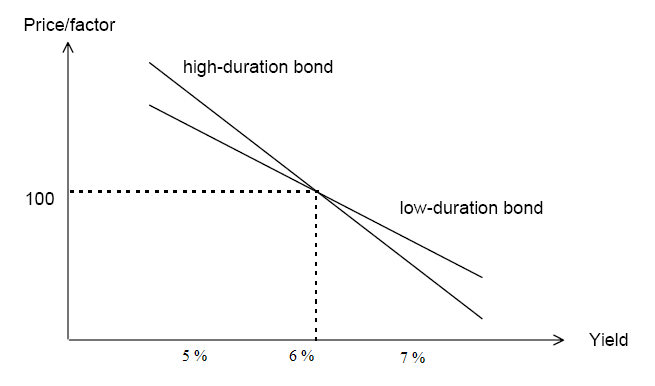 Price/factor
high-duration bond
100
low-duration bond
Yield
5 %
6 %
7 %